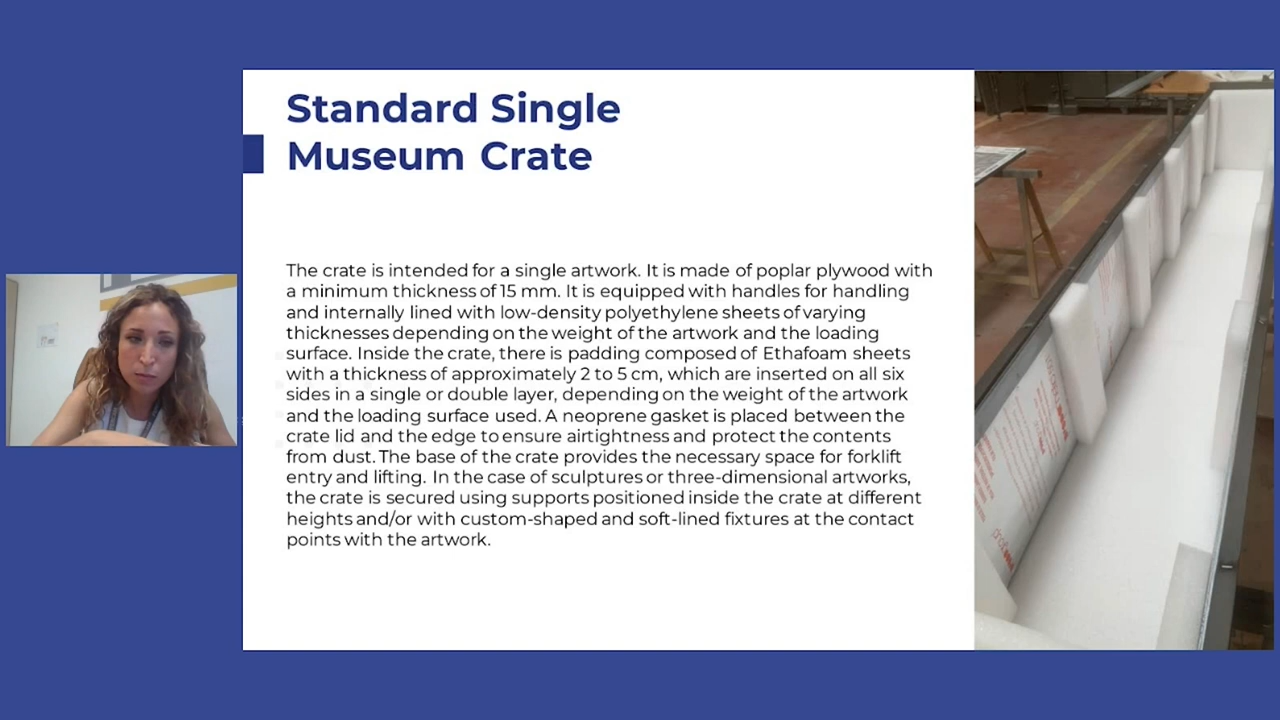 Standard Single
Museum Crate
The crate is intended for a single artwork. It is made of poplar plywood with
a minimum thickness of 15 mm. It is equipped with handles for handling
and internally lined with low-density polyethylene sheets of varying
thicknesses depending on the weight of the artwork and the loading
surface. Inside the crate, there is padding composed of Ethafoam sheets
with a thickness of approximately 2 to 5 cm, which are inserted on all six
sides in a single or double layer, depending on the weight of the artwork
and the loading surface used. A neoprene gasket is placed between the
crate lid and the edge to ensure airtightness and protect the contents
from dust. The base of the crate provides the necessary space for forklift
entry and lifting. In the case of sculptures or three-dimensional artworks,
the crate is secured using supports positioned inside the crate at different
heights and/or with custom-shaped and soft-lined fixtures at the contact
points with the artwork.